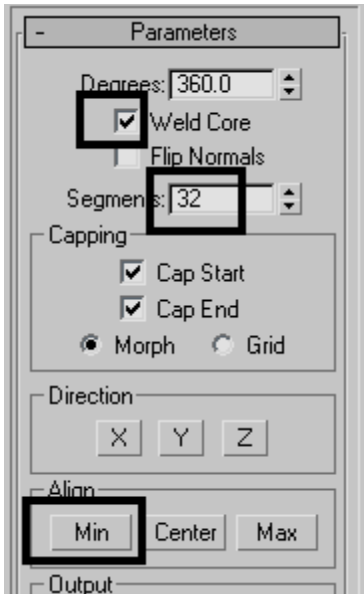 - Parameters
Degrees: 360.0
Weld Core
Flip Normals
Segments: 32
Capping
Cap Start
Cap End
Morph Grid
Direction
X Y Z
Align
Min Center Max
Output